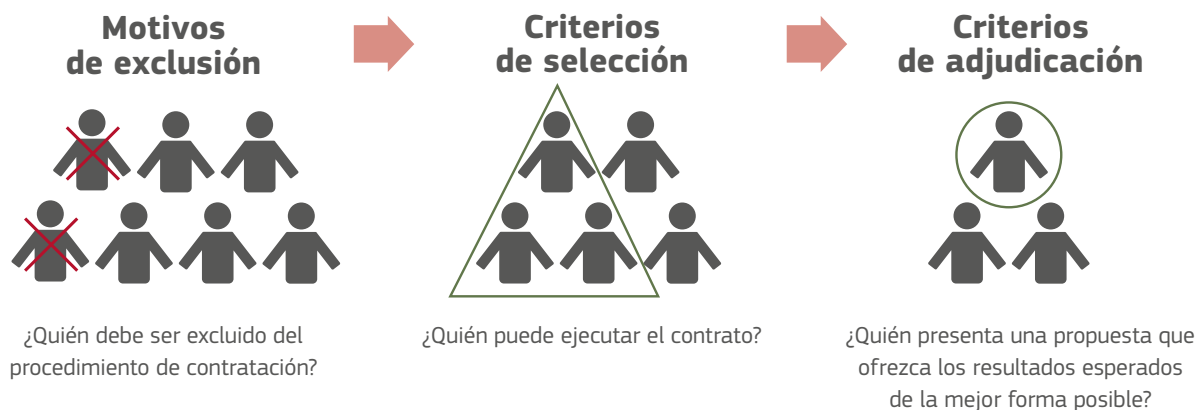 Motivos
de exclusión
Criterios
de selección
Criterios
de adjudicación
¿Quién debe ser excluido del
procedimiento de contratación?
¿Quién puede ejecutar el contrato?
¿Quién presenta una propuesta que
ofrezca los resultados esperados
de la mejor forma posible?